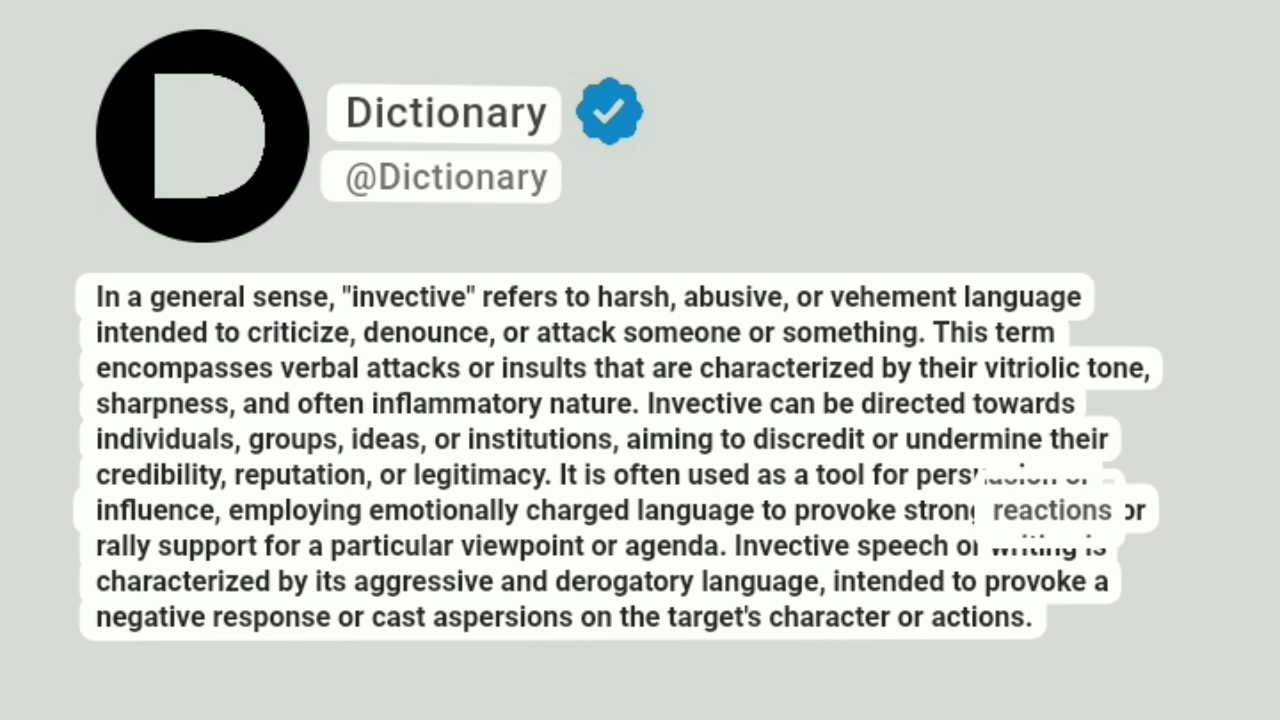 D
Dictionary
@Dictionary
In a general sense, "invective" refers to harsh, abusive, or vehement language
intended to criticize, denounce, or attack someone or something. This term
encompasses verbal attacks or insults that are characterized by their vitriolic tone,
sharpness, and often inflammatory nature. Invective can be directed towards
individuals, groups, ideas, or institutions, aiming to discredit or undermine their
credibility, reputation, or legitimacy. It is often used as a tool for
influence, employing emotionally charged language to provoke strong reactions or
rally support for a particular viewpoint or agenda. Invective speech or writing is
characterized by its aggressive and derogatory language, intended to provoke a
negative response or cast aspersions on the target's character or actions.